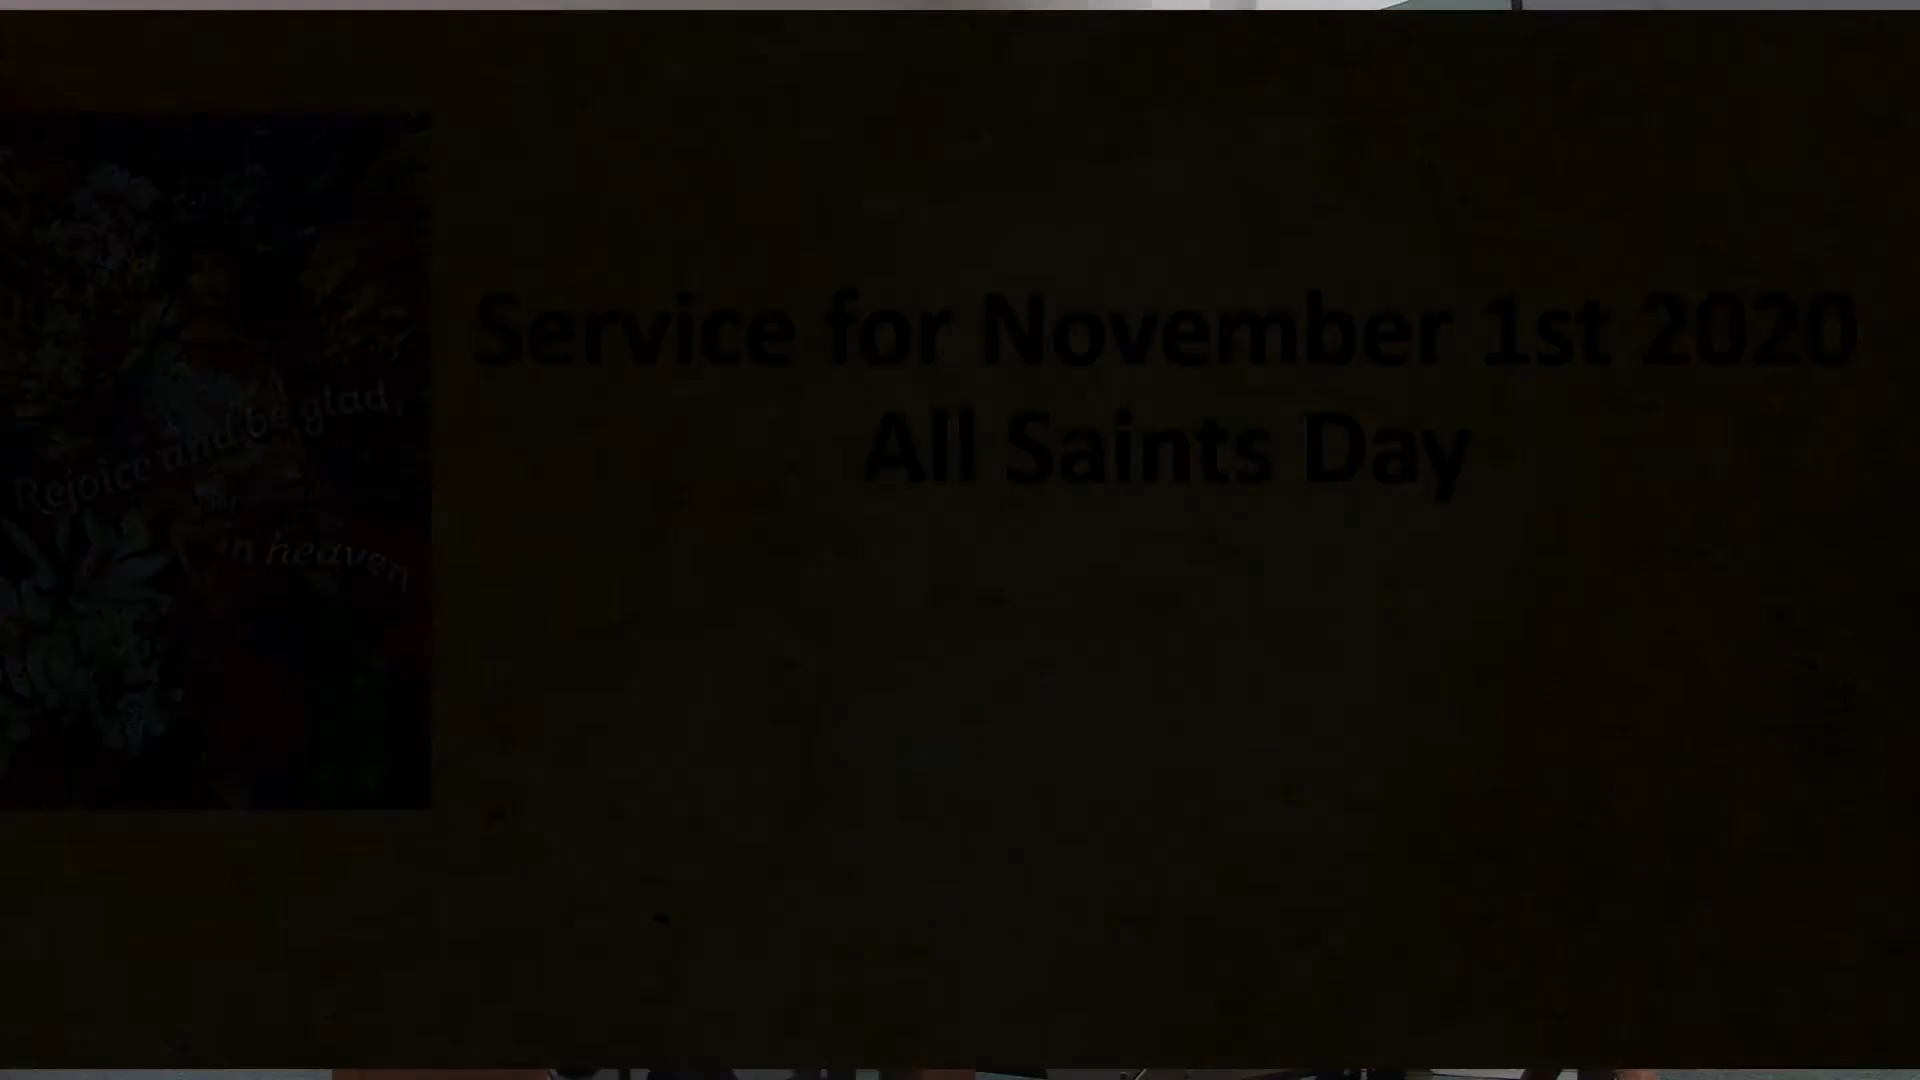 Service for November 1st 2020
All Saints Day
Rejoice and be glad,
in heaven